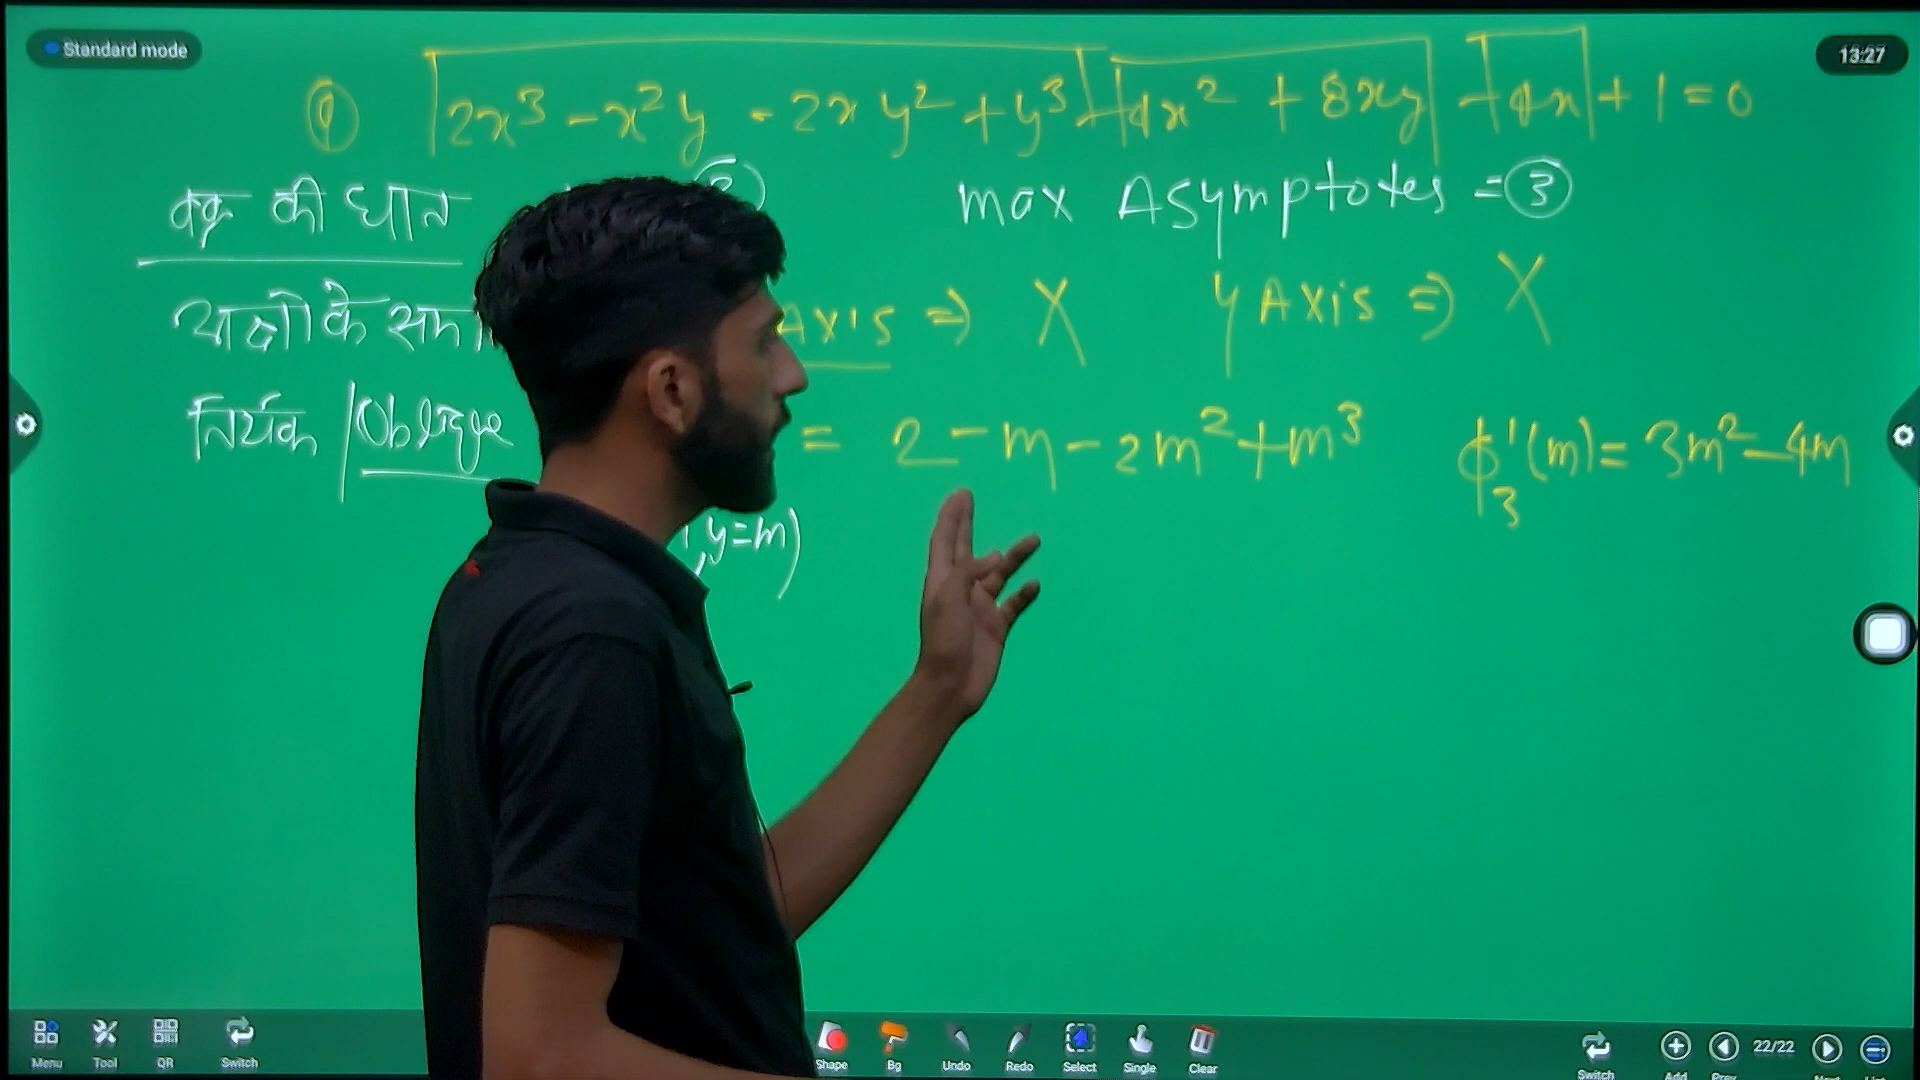 Standard mode
13:27
① 2x³ - x²y - 2xy² + y³ + 4x² + 8xy - 4x + 1 = 0
वक्र की घात
max Asymptotes = ③
अक्षो के
AXIS ⇒ X
Y AXIS ⇒ X
तिर्यक / Oblique
= 2 - m - 2m² + m³
ϕ₃'(m) = 3m² - 4m
, y=m)
Menu Tool QR Switch Shape Bg Undo Redo Select Single Clear Switch Add Prev 22/22